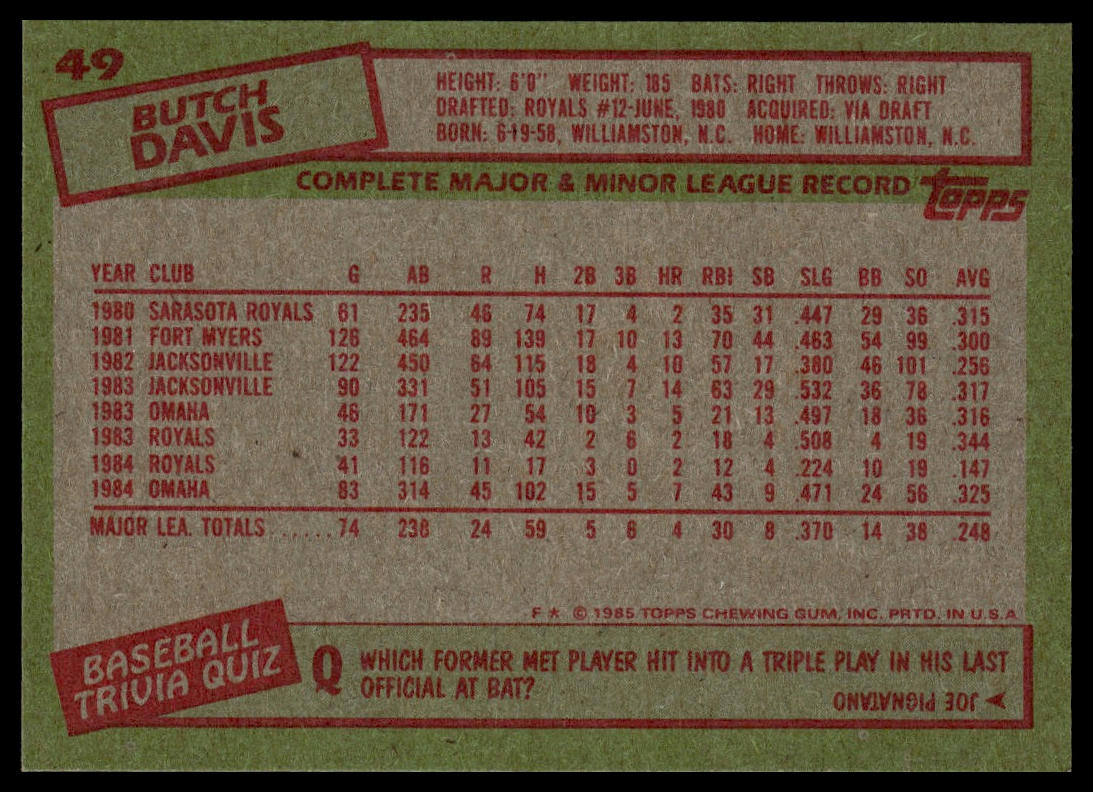 49
BUTCH
DAVIS
HEIGHT: 6'0" WEIGHT: 185 BATS: RIGHT THROWS: RIGHT
DRAFTED: ROYALS #12-JUNE, 1980 ACQUIRED: VIA DRAFT
BORN: 6-19-58, WILLIAMSTON, N.C. HOME: WILLIAMSTON, N.C.
COMPLETE MAJOR & MINOR LEAGUE RECORD topps
YEAR CLUB G AB R H 2B 3B HR RBI SB SLG BB SO AVG
1980 SARASOTA ROYALS 61 235 46 74 17 4 2 35 31 .447 29 36 .315
1981 FORT MYERS 126 464 89 139 17 10 13 70 44 .463 54 99 .300
1982 JACKSONVILLE 122 450 64 115 18 4 10 57 17 .380 46 101 .256
1983 JACKSONVILLE 90 331 51 105 15 7 14 63 29 .532 36 78 .317
1983 OMAHA 46 171 27 54 10 3 5 21 13 .497 18 36 .316
1983 ROYALS 33 122 13 42 2 6 2 18 4 .508 4 19 .344
1984 ROYALS 41 116 11 17 3 0 2 12 4 .224 10 19 .147
1984 OMAHA 83 314 45 102 15 5 7 43 9 .471 24 56 .325
MAJOR LEA. TOTALS ......74 238 24 59 5 6 4 30 8 .370 14 38 .248
F * © 1985 TOPPS CHEWING GUM, INC. PRTD. IN U.S.A
BASEBALL
TRIVIA QUIZ
Q WHICH FORMER MET PLAYER HIT INTO A TRIPLE PLAY IN HIS LAST
OFFICIAL AT BAT?
JOE PIGNATANO